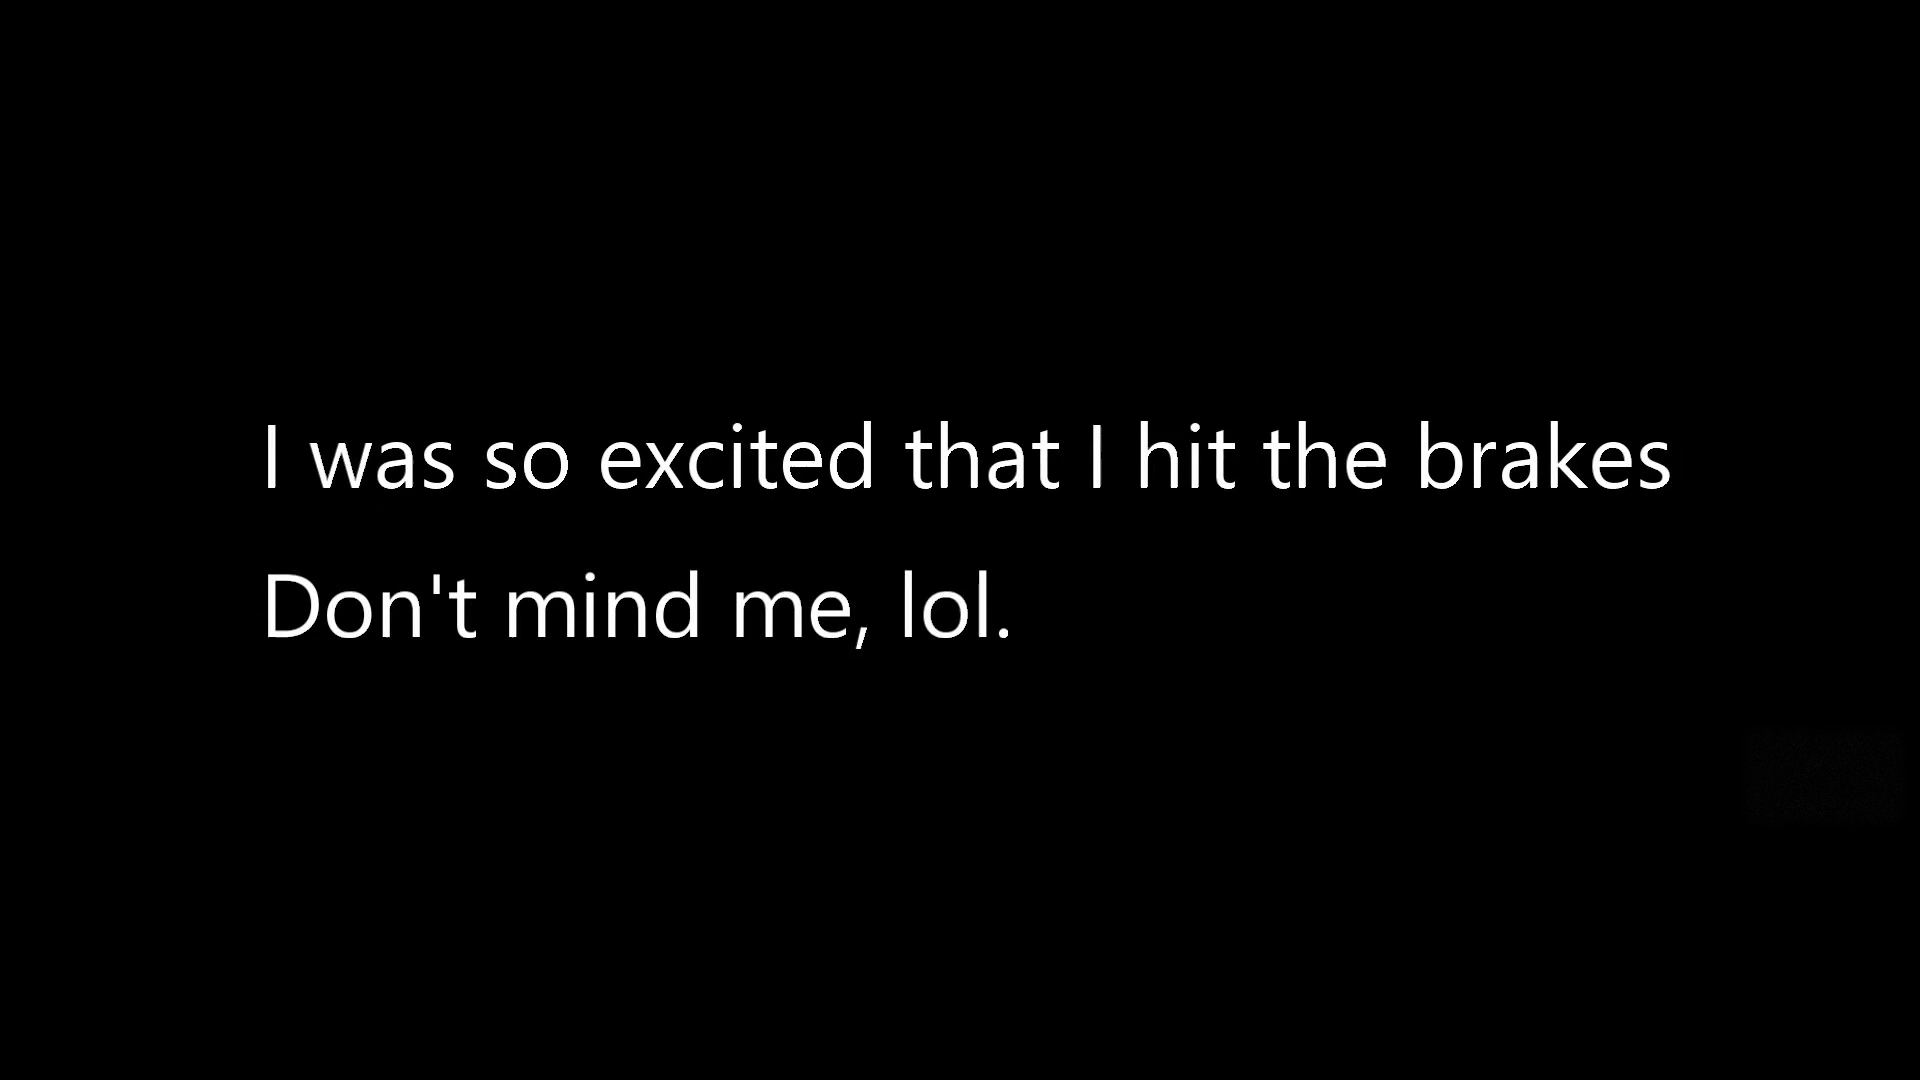 I was so excited that I hit the brakes
Don't mind me, lol.